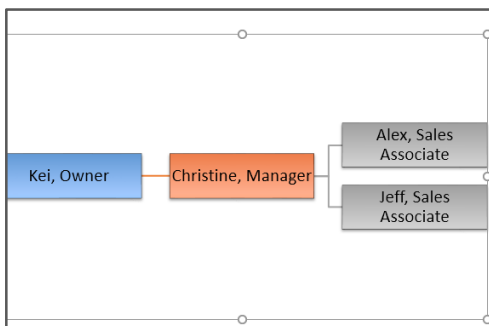 Kei, Owner
Christine, Manager
Alex, Sales
Associate
Jeff, Sales
Associate